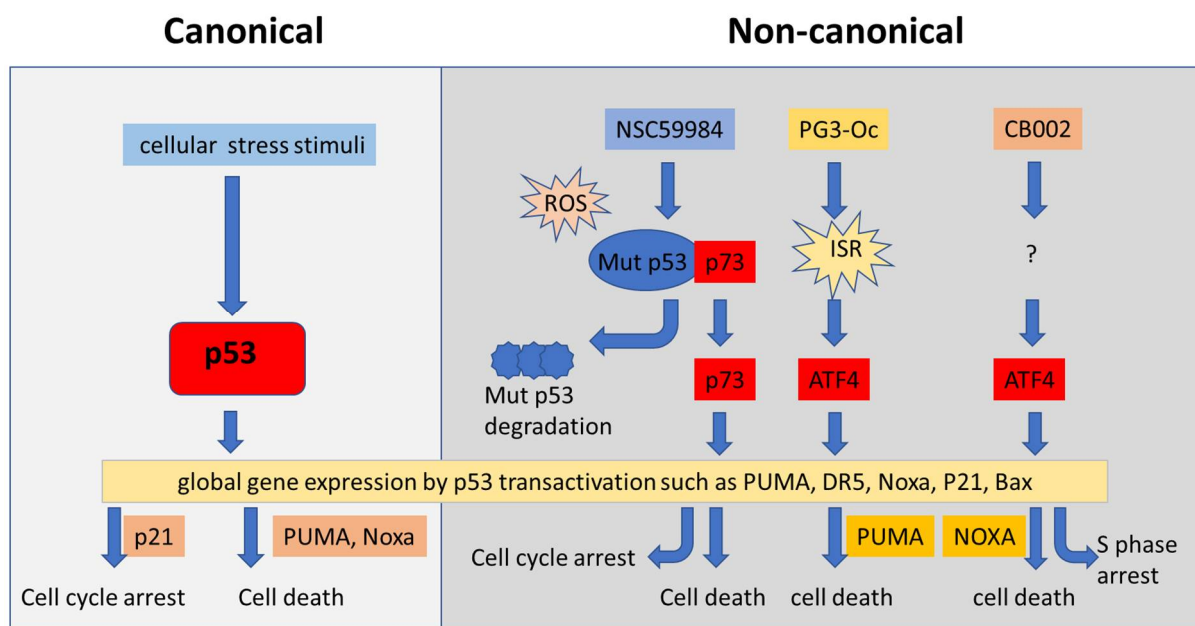 Canonical
Non-canonical
cellular stress stimuli
p53
NSC59984
PG3-Oc
CB002
ROS
Mut p53
p73
ISR
?
Mut p53
degradation
p73
ATF4
ATF4
global gene expression by p53 transactivation such as PUMA, DR5, Noxa, P21, Bax
p21
PUMA, Noxa
Cell cycle arrest
Cell death
Cell cycle arrest
Cell death
PUMA
cell death
NOXA
cell death
S phase
arrest